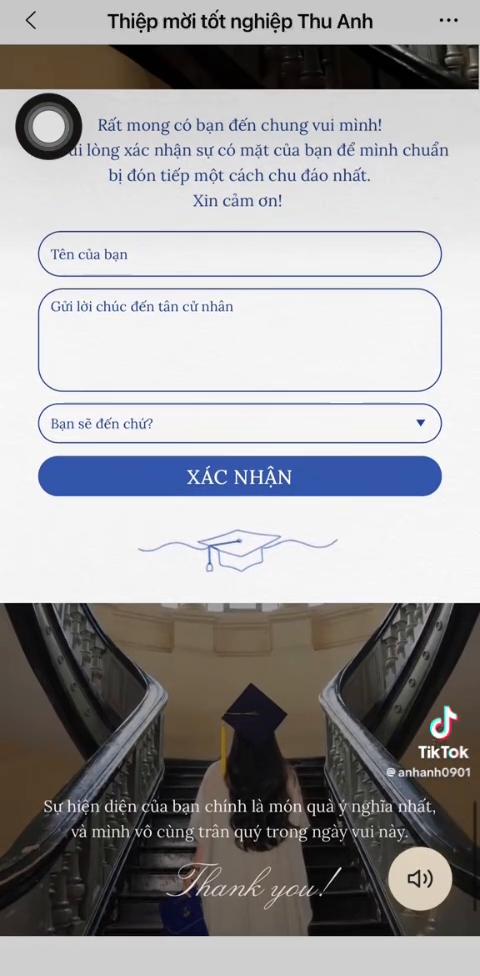 Thiệp mời tốt nghiệp Thu Anh
Rất mong có bạn đến chung vui mình!
lòng xác nhận sự có mặt của bạn để mình chuẩn
bị đón tiếp một cách chu đáo nhất.
Xin cảm ơn!
Tên của bạn
Gửi lời chúc đến tân cử nhân
Bạn sẽ đến chứ?
XÁC NHẬN
TikTok
@anhanh0901
Sự hiện diện của bạn chính là món quà ý nghĩa nhất,
và mình vô cùng trân quý trong ngày vui này.
Thank you!